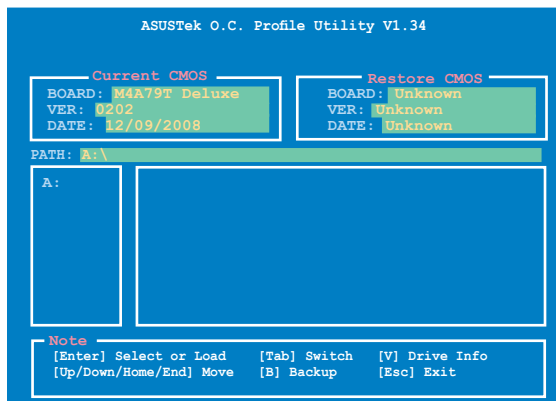 ASUSTek O.C. Profile Utility V1.34
Current CMOS
BOARD: M4A79T Deluxe
VER: 0202
DATE: 12/09/2008
Restore CMOS
BOARD: Unknown
VER: Unknown
DATE: Unknown
PATH: A:\
A:
Note
[Enter] Select or Load [Tab] Switch [V] Drive Info
[Up/Down/Home/End] Move [B] Backup [Esc] Exit